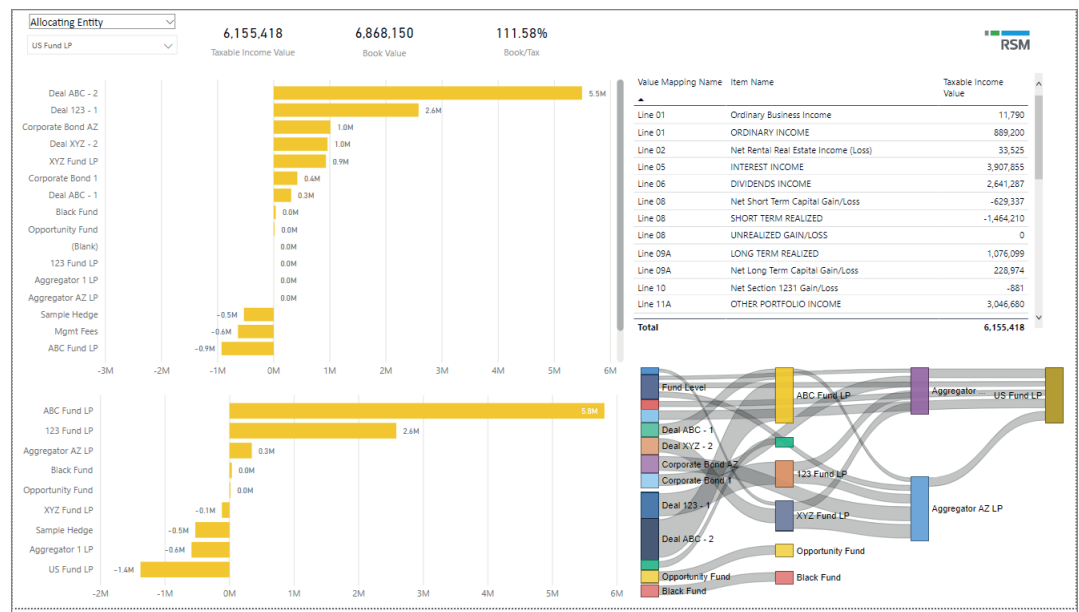 Allocating Entity
US Fund LP
6,155,418
Taxable Income Value
6,868,150
Book Value
111.58%
Book/Tax
RSM
Deal ABC - 2
5.5M
Deal 123 - 1
2.6M
Corporate Bond AZ
1.0M
Deal XYZ - 2
1.0M
XYZ Fund LP
0.9M
Corporate Bond 1
0.4M
Deal ABC - 1
0.3M
Black Fund
0.0M
Opportunity Fund
0.0M
(Blank)
0.0M
123 Fund LP
0.0M
Aggregator 1 LP
0.0M
Aggregator AZ LP
0.0M
Sample Hedge
-0.5M
Mgmt Fees
-0.6M
ABC Fund LP
-0.9M
-3M -2M -1M 0M 1M 2M 3M 4M 5M 6M
Value Mapping Name Item Name Taxable Income
Value
Line 01 Ordinary Business Income 11,790
Line 01 ORDINARY INCOME 889,200
Line 02 Net Rental Real Estate Income (Loss) 33,525
Line 05 INTEREST INCOME 3,907,855
Line 06 DIVIDENDS INCOME 2,641,287
Line 08 Net Short Term Capital Gain/Loss -629,337
Line 08 SHORT TERM REALIZED -1,464,210
Line 08 UNREALIZED GAIN/LOSS 0
Line 09A LONG TERM REALIZED 1,076,099
Line 09A Net Long Term Capital Gain/Loss 228,974
Line 10 Net Section 1231 Gain/Loss -881
Line 11A OTHER PORTFOLIO INCOME 3,046,680
Total 6,155,418
ABC Fund LP
5.8M
123 Fund LP
2.6M
Aggregator AZ LP
0.3M
Black Fund
0.0M
Opportunity Fund
0.0M
XYZ Fund LP
-0.1M
Sample Hedge
-0.5M
Aggregator 1 LP
-0.6M
US Fund LP
-1.4M
-2M -1M 0M 1M 2M 3M 4M 5M 6M
Fund Level
Deal ABC - 1
Deal XYZ - 2
Corporate Bond AZ
Corporate Bond 1
Deal 123 - 1
Deal ABC - 2
Opportunity Fund
Black Fund
ABC Fund LP
123 Fund LP
XYZ Fund LP
Opportunity Fund
Black Fund
Aggregator
Aggregator AZ LP
US Fund LP